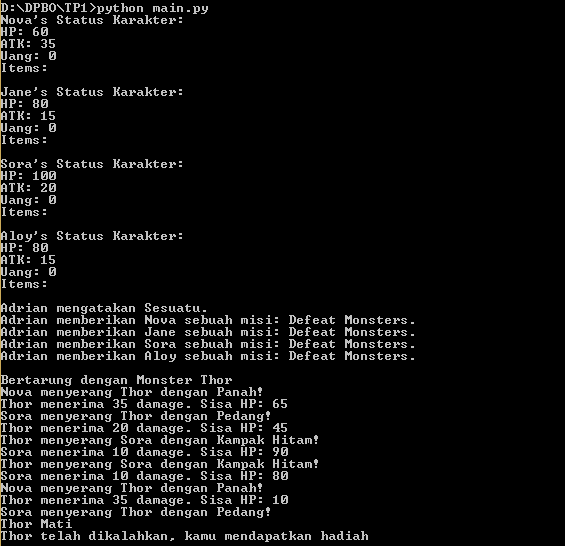 D:\DPBO\TP1>python main.py
Nova's Status Karakter:
HP: 60
ATK: 35
Uang: 0
Items:
Jane's Status Karakter:
HP: 80
ATK: 15
Uang: 0
Items:
Sora's Status Karakter:
HP: 100
ATK: 20
Uang: 0
Items:
Aloy's Status Karakter:
HP: 80
ATK: 15
Uang: 0
Items:
Adrian mengatakan Sesuatu.
Adrian memberikan Nova sebuah misi: Defeat Monsters.
Adrian memberikan Jane sebuah misi: Defeat Monsters.
Adrian memberikan Sora sebuah misi: Defeat Monsters.
Adrian memberikan Aloy sebuah misi: Defeat Monsters.
Bertarung dengan Monster Thor
Nova menyerang Thor dengan Panah!
Thor menerima 35 damage. Sisa HP: 65
Sora menyerang Thor dengan Pedang!
Thor menerima 20 damage. Sisa HP: 45
Thor menyerang Sora dengan Kampak Hitam!
Sora menerima 10 damage. Sisa HP: 90
Thor menyerang Sora dengan Kampak Hitam!
Sora menerima 10 damage. Sisa HP: 80
Nova menyerang Thor dengan Panah!
Thor menerima 35 damage. Sisa HP: 10
Sora menyerang Thor dengan Pedang!
Thor Mati
Thor telah dikalahkan, kamu mendapatkan hadiah